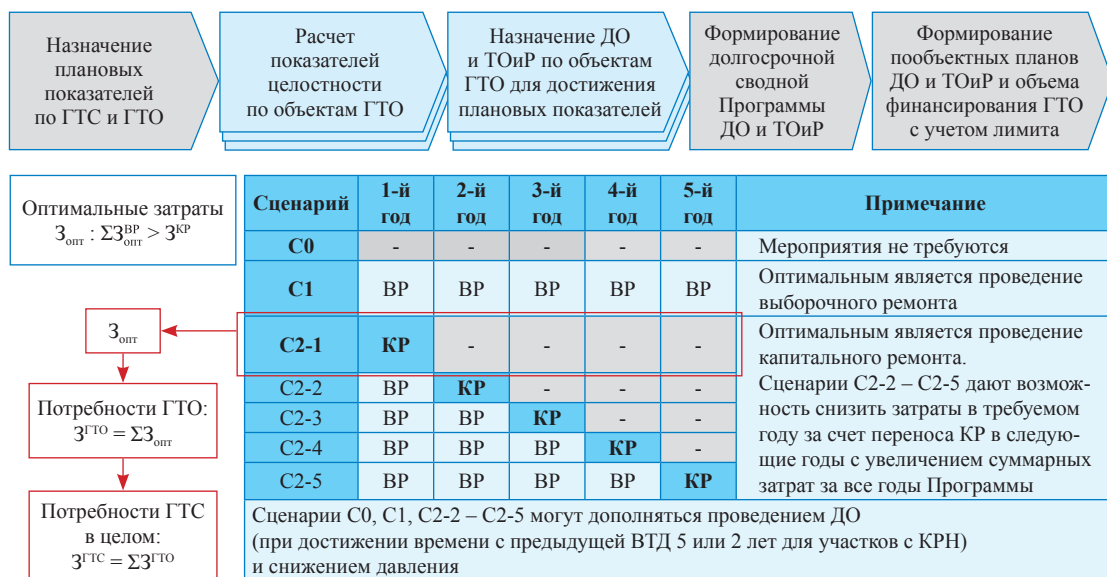 Назначение
плановых
показателей
по ГТС и ГТО
Расчет
показателей
целостности
по объектам ГТО
Назначение ДО
и ТОиР по объектам
ГТО для достижения
плановых показателей
Формирование
долгосрочной
сводной
Программы
ДО и ТОиР
Формирование
пообъектных планов
ДО и ТОиР и объема
финансирования ГТО
с учетом лимита
Оптимальные затраты
Зопт : ΣЗВРопт > ЗКР
Зопт
Потребности ГТО:
ЗГТО = ΣЗопт
Потребности ГТС
в целом:
ЗГТС = ΣЗГТО
Сценарий 1-й год 2-й год 3-й год 4-й год 5-й год Примечание
С0 - - - - - Мероприятия не требуются
С1 ВР ВР ВР ВР ВР Оптимальным является проведение
выборочного ремонта
С2-1 КР - - - - Оптимальным является проведение
капитального ремонта.
С2-2 ВР КР - - - Сценарии С2-2 – С2-5 дают возмож-
ность снизить затраты в требуемом
С2-3 ВР ВР КР - - году за счет переноса КР в следую-
С2-4 ВР ВР ВР КР - щие годы с увеличением суммарных
С2-5 ВР ВР ВР ВР КР затрат за все годы Программы
Сценарии С0, С1, С2-2 – С2-5 могут дополняться проведением ДО
(при достижении времени с предыдущей ВТД 5 или 2 лет для участков с КРН)
и снижением давления